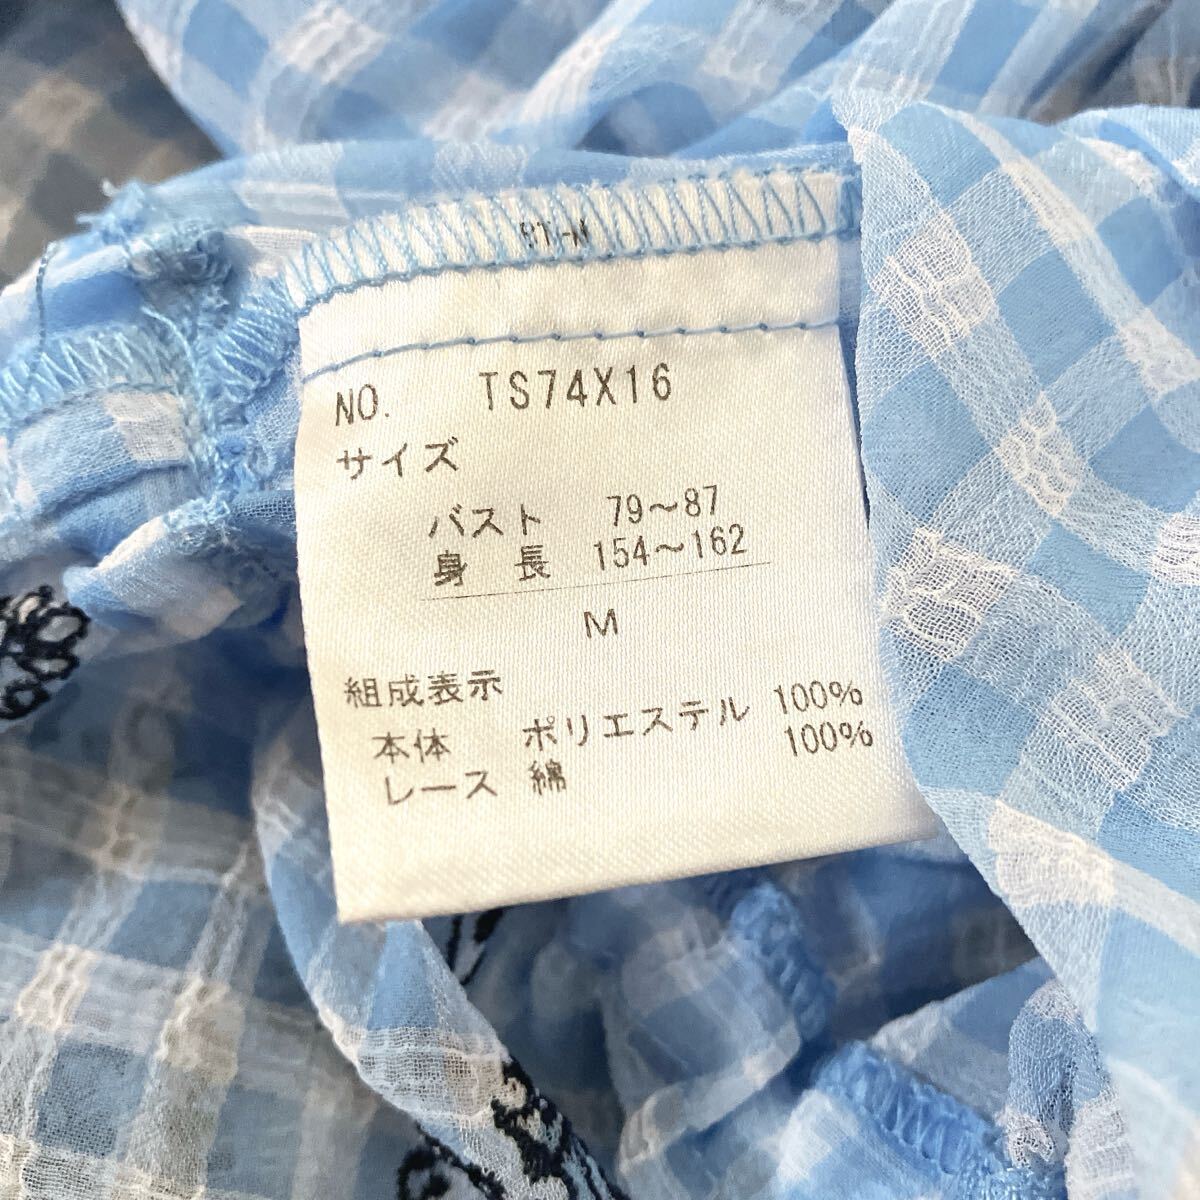 NO. TS74X16
サイズ
バスト 79～87
身長 154～162
M
組成表示
本体 ポリエステル 100%
レース 綿 100%